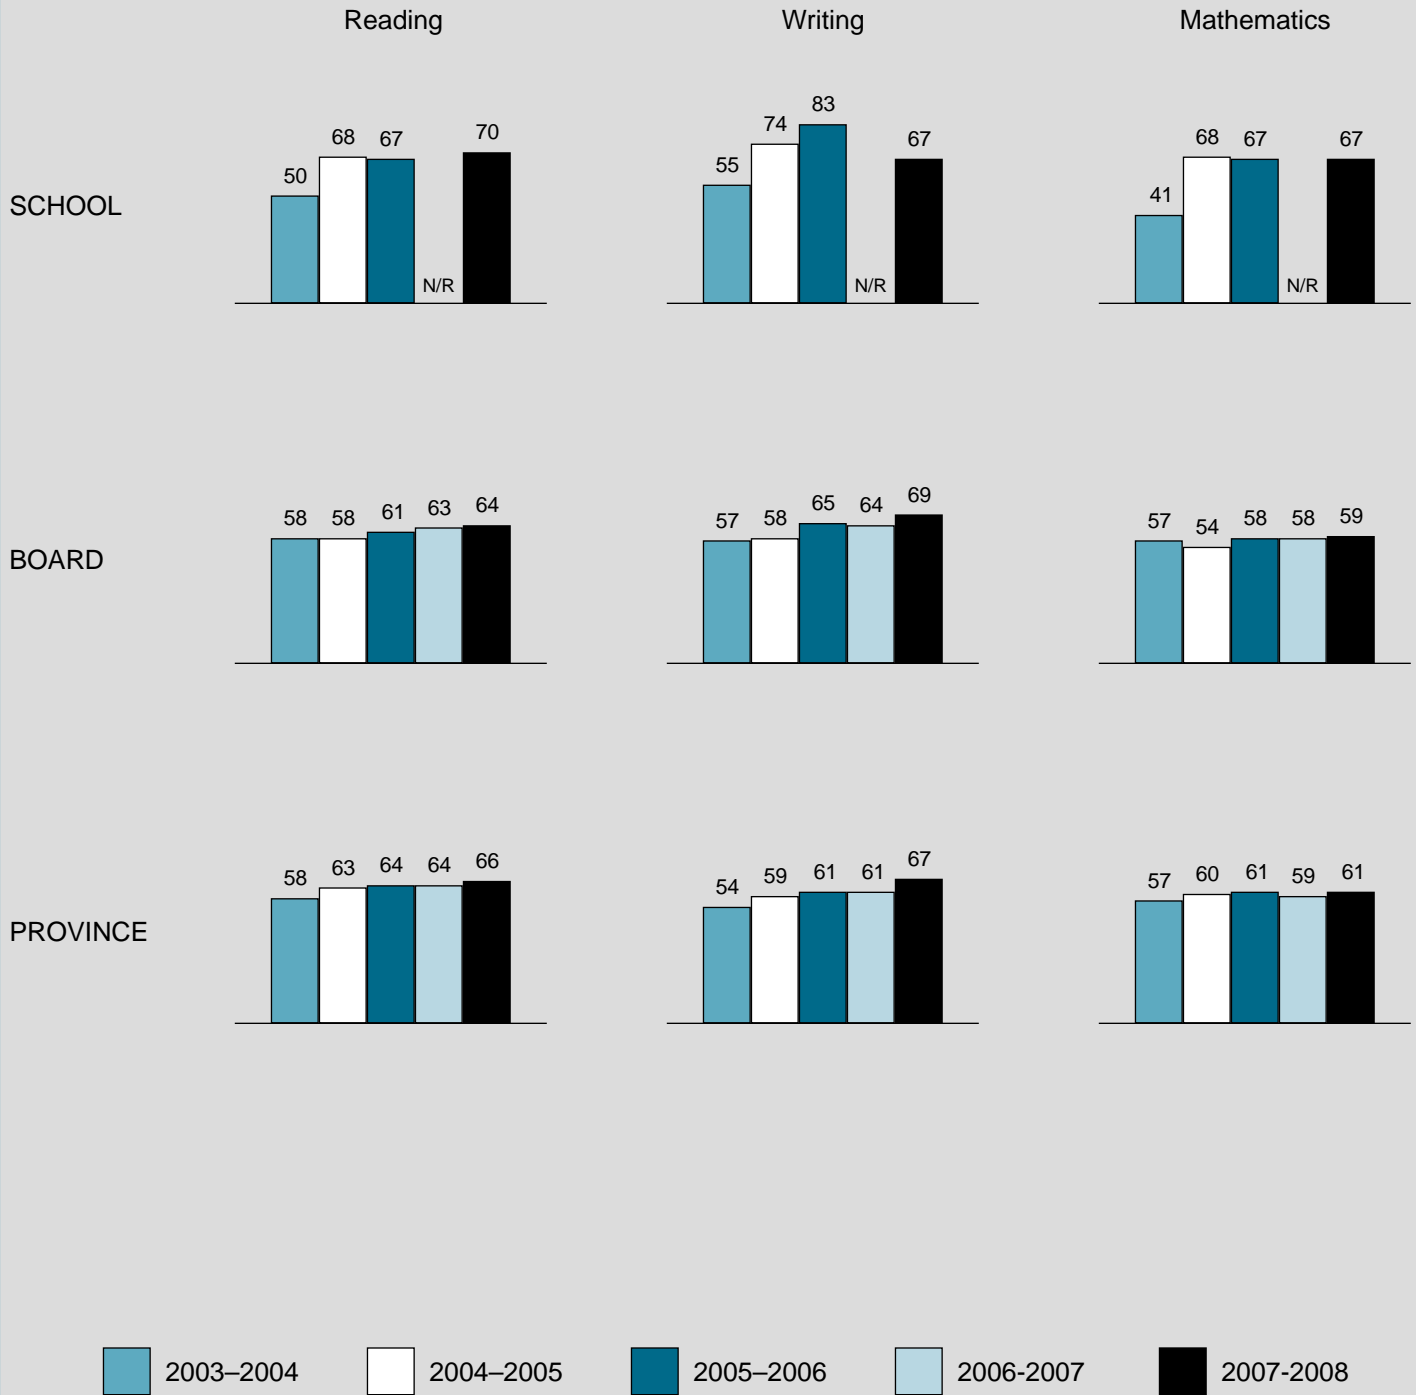 Reading Writing Mathematics
83
74
70
68 67 67 68 67 67
55
50
41
SCHOOL
N/R N/R N/R
69
65 64
63 64
61
58 58 57 58 57 58 58 59
54
BOARD
67
66
63 64 64
61 61 60 61 61
58 59 57 59
54
PROVINCE
2003–2004 2004–2005 2005–2006 2006-2007 2007-2008